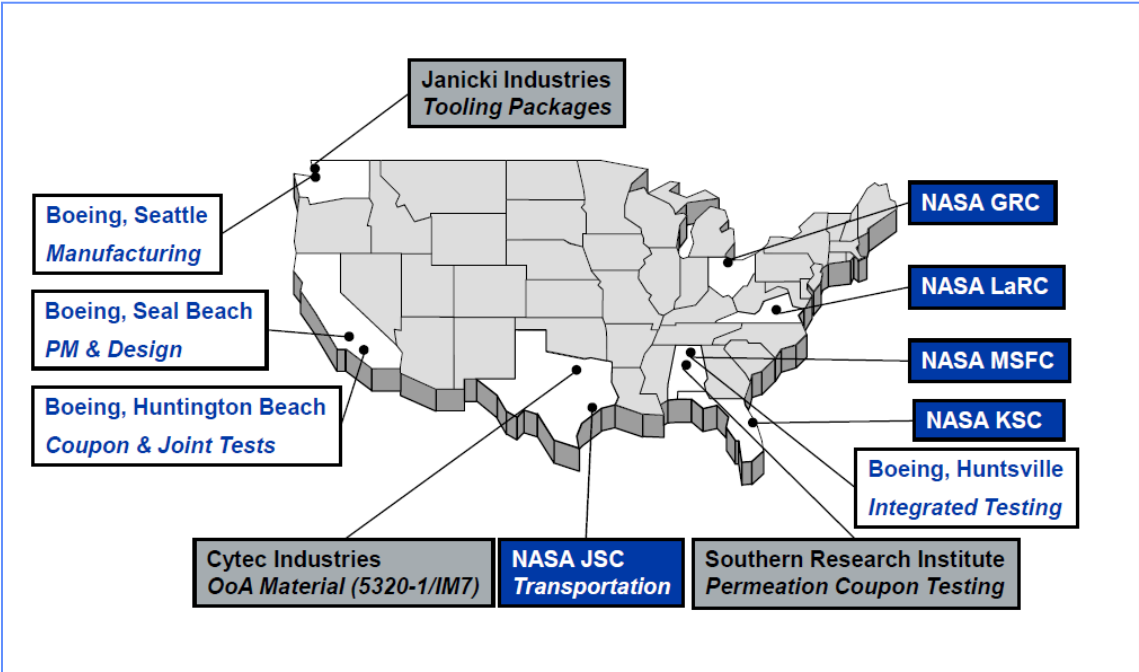 Janicki Industries
Tooling Packages
Boeing, Seattle
Manufacturing
Boeing, Seal Beach
PM & Design
Boeing, Huntington Beach
Coupon & Joint Tests
NASA GRC
NASA LaRC
NASA MSFC
NASA KSC
Boeing, Huntsville
Integrated Testing
Cytec Industries
OoA Material (5320-1/IM7)
NASA JSC
Transportation
Southern Research Institute
Permeation Coupon Testing